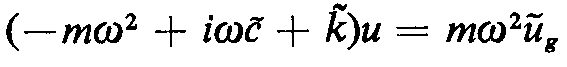 (−mω² + iωc̃ + k̃)u = mω²ũ_g